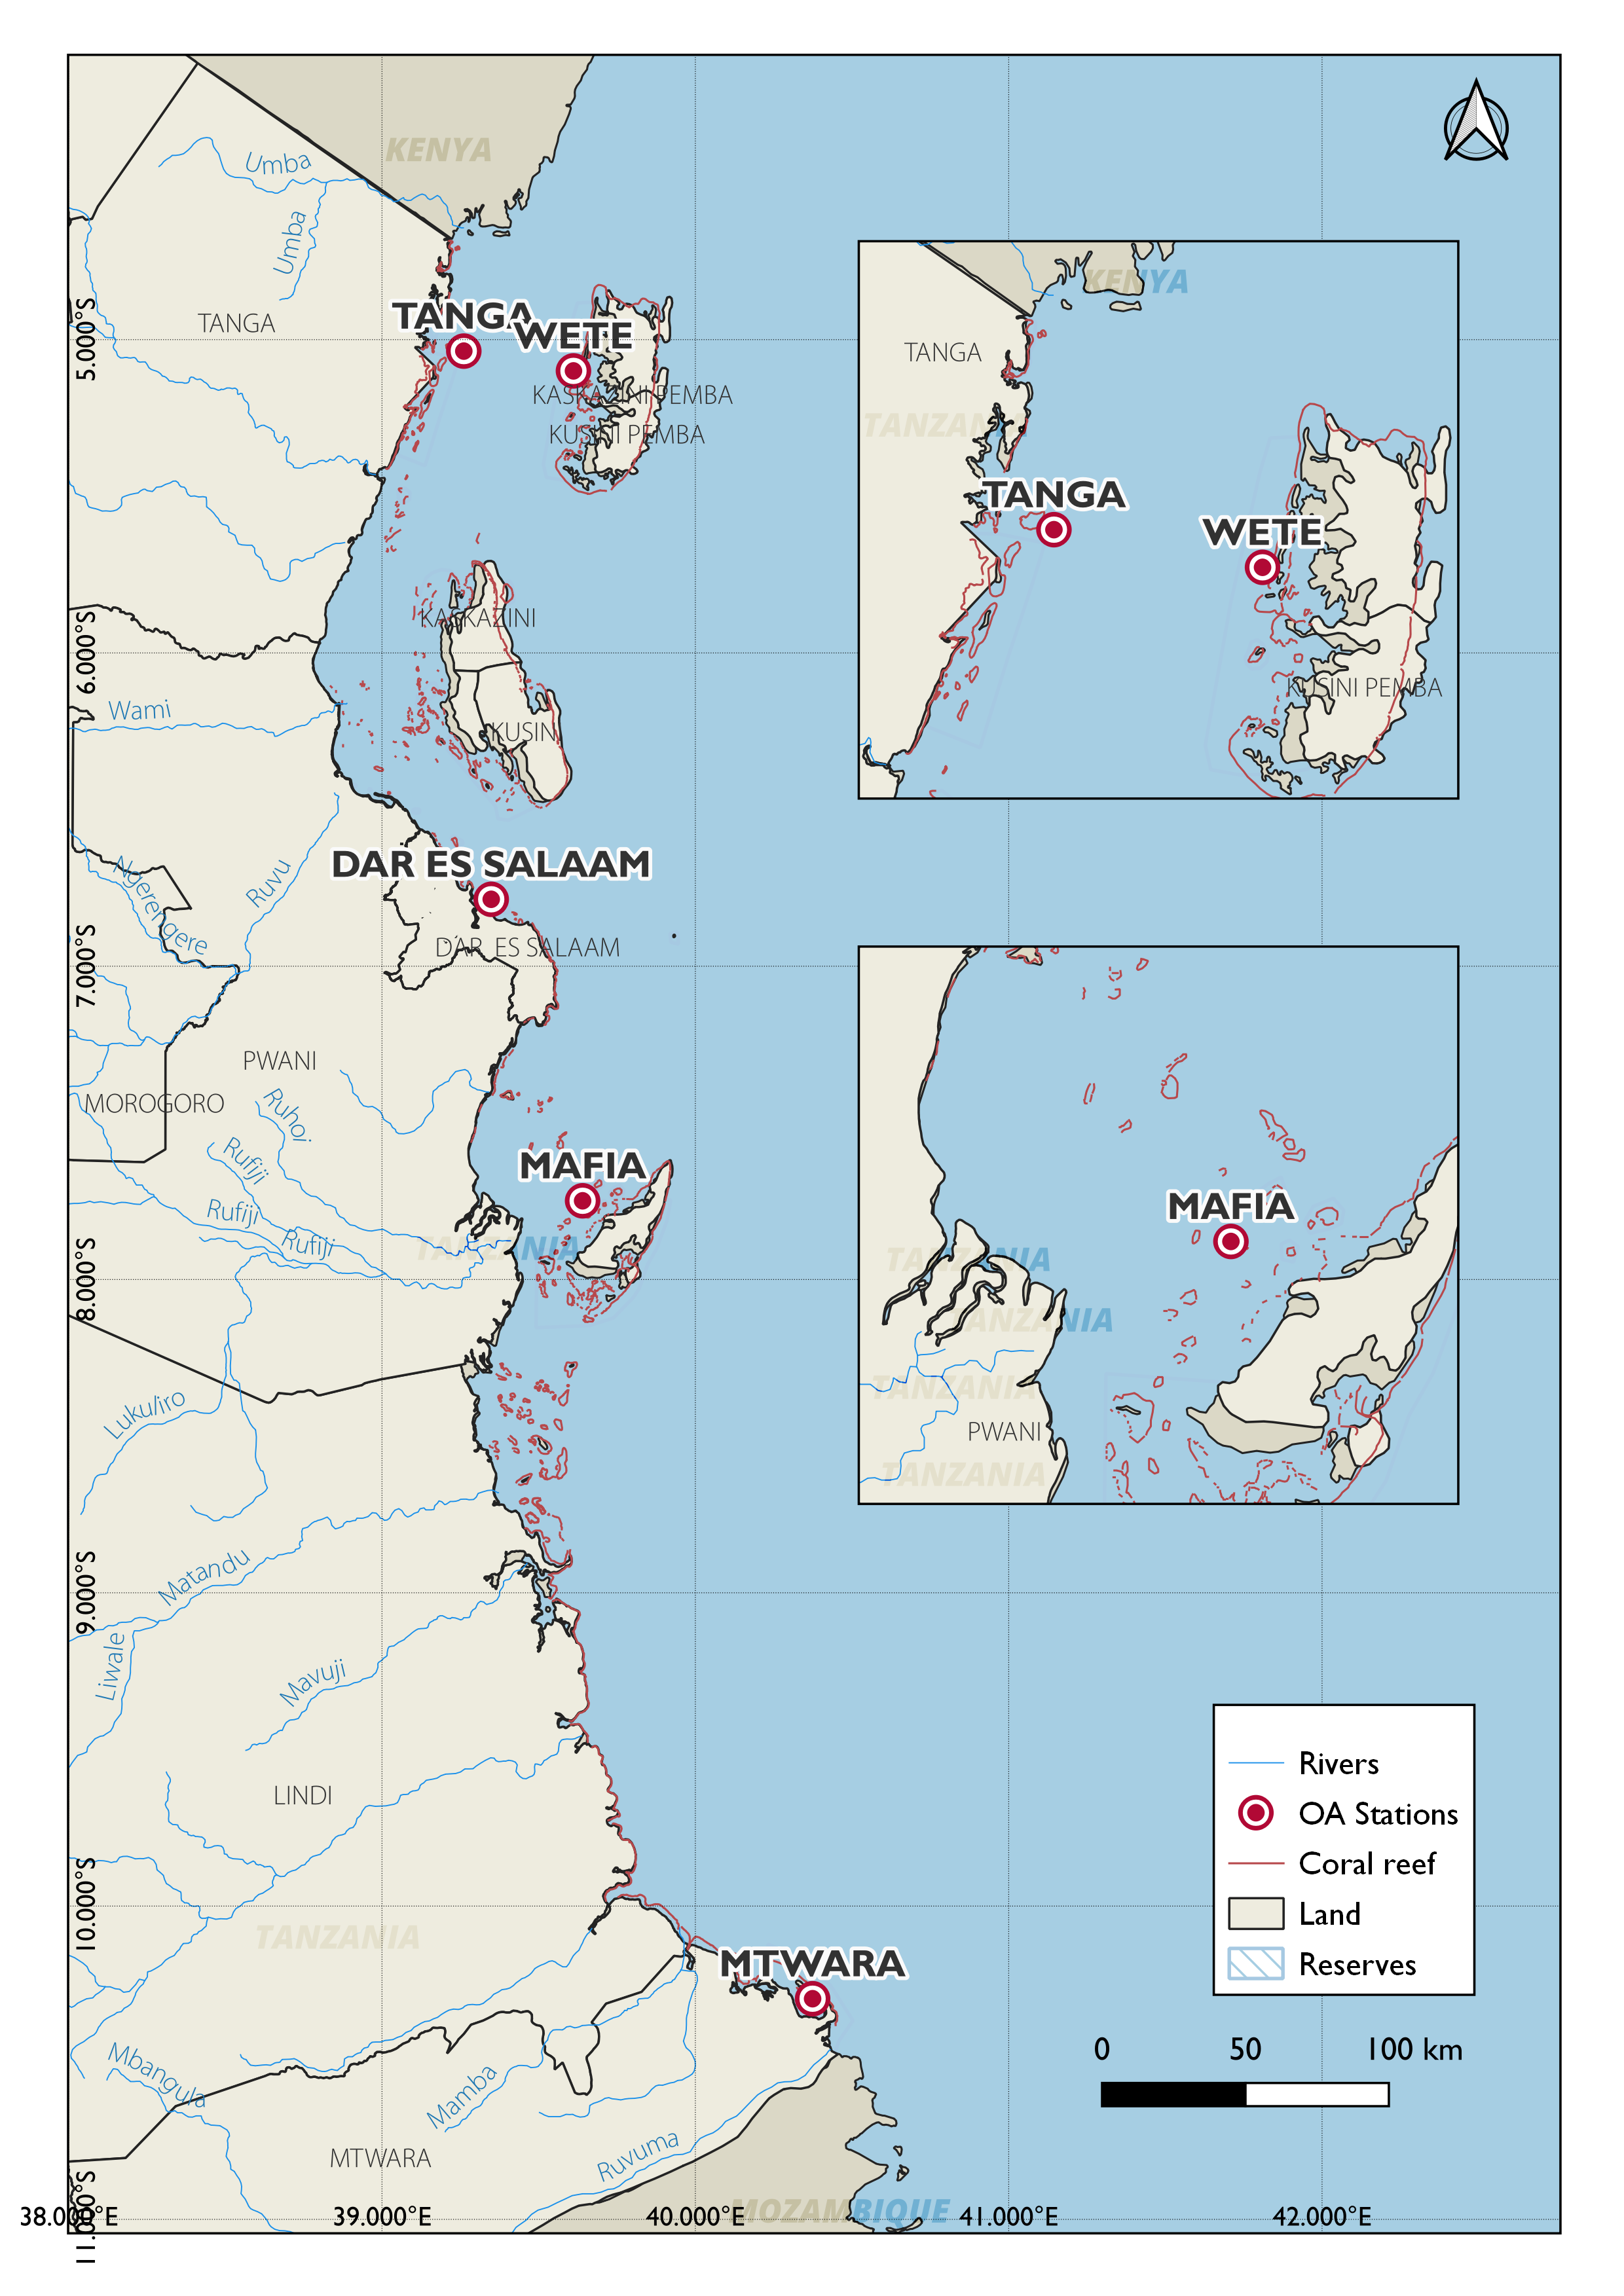 KENYA
Umba
Umba
TANGA
TANGA
WETE
KASKAZINI PEMBA
KUSINI PEMBA
5.000°S
KASKAZINI
6.000°S
Wami
KUSIN
Ngerengere
Ruvu
DAR ES SALAAM
DAR ES SALAAM
7.000°S
PWANI
MOROGORO
Ruhoi
Rufiji
Rufiji
Rufiji
MAFIA
TANZANIA
8.000°S
Luku/iro
Matandu
9.000°S
Liwale
Mavuji
LINDI
10.000°S
TANZANIA
MTWARA
Mbangula
Mamba
MTWARA
Ruvuma
MOZAMBIQUE
11.000°S
38.000°E
39.000°E
40.000°E
41.000°E
42.000°E
KENYA
TANGA
TANZANIA
TANGA
WETE
KUSINI PEMBA
MAFIA
TANZANIA
TANZANIA
TANZANIA
PWANI
TANZANIA
Rivers
OA Stations
Coral reef
Land
Reserves
0 50 100 km